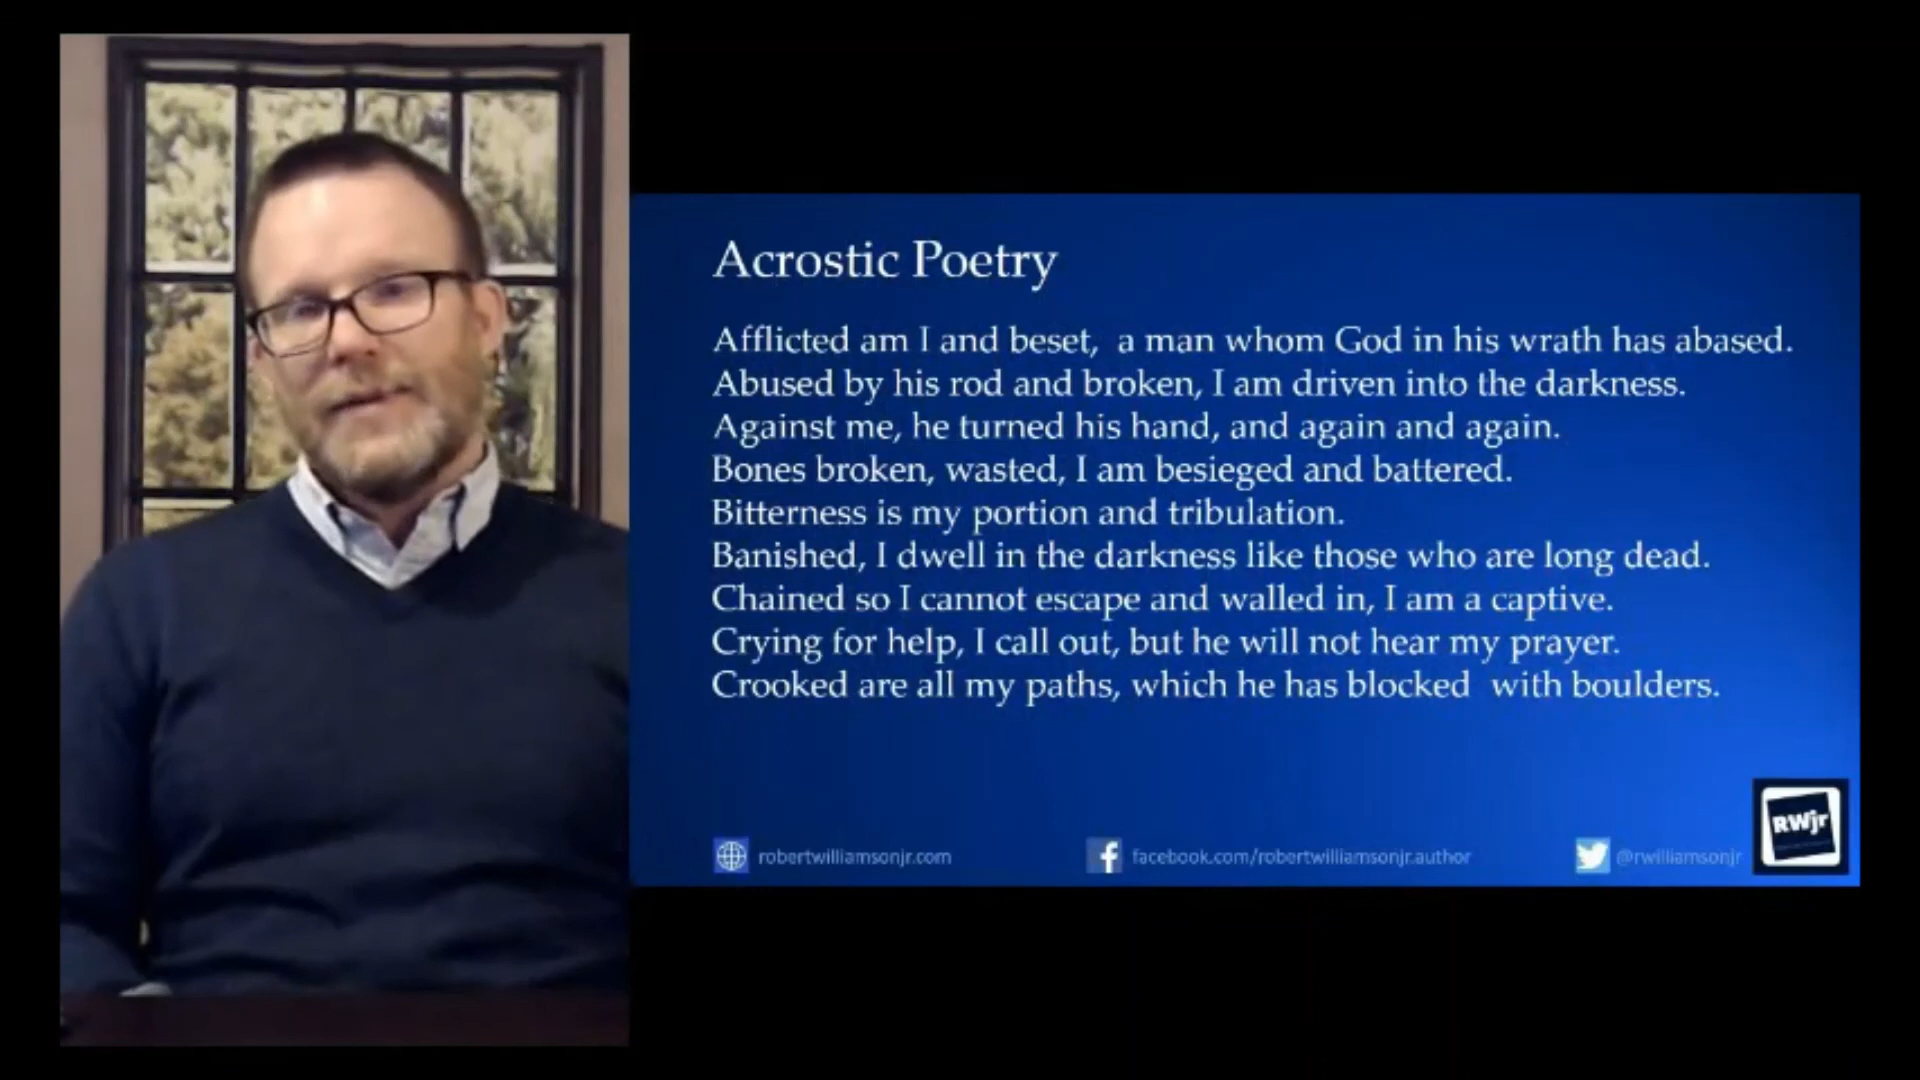 Acrostic Poetry
Afflicted am I and beset, a man whom God in his wrath has abased.
Abused by his rod and broken, I am driven into the darkness.
Against me, he turned his hand, and again and again.
Bones broken, wasted, I am besieged and battered.
Bitterness is my portion and tribulation.
Banished, I dwell in the darkness like those who are long dead.
Chained so I cannot escape and walled in, I am a captive.
Crying for help, I call out, but he will not hear my prayer.
Crooked are all my paths, which he has blocked with boulders.
RWjr
robertwilliamsonjr.com
facebook.com/robertwilliamsonjr.author
@rwilliamsonjr